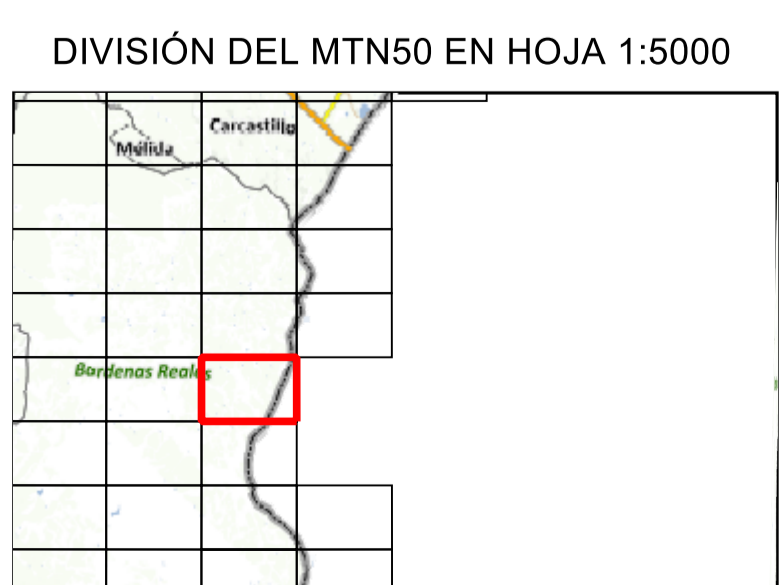 DIVISIÓN DEL MTN50 EN HOJA 1:5000
Carcastillo
Mélida
Bardenas Reales